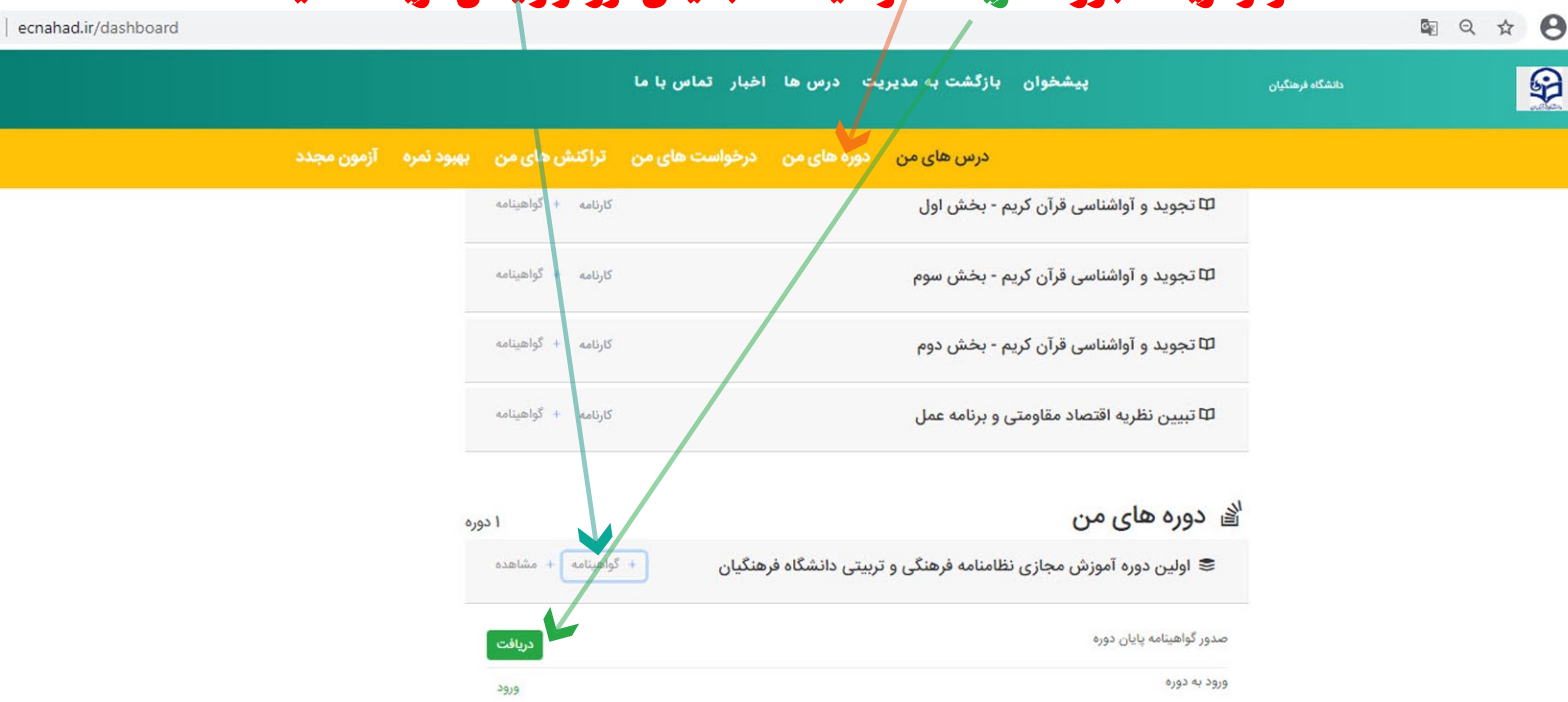 ecnahad.ir/dashboard
دانشگاه فرهنگیان
پیشخوان بازگشت به مدیریت درس ها اخبار تماس با ما
درس های من دوره های من درخواست های من تراکنش های من بهبود نمره آزمون مجدد
تجوید و آواشناسی قرآن کریم - بخش اول کارنامه + گواهینامه
تجوید و آواشناسی قرآن کریم - بخش سوم کارنامه + گواهینامه
تجوید و آواشناسی قرآن کریم - بخش دوم کارنامه + گواهینامه
تبیین نظریه اقتصاد مقاومتی و برنامه عمل کارنامه + گواهینامه
دوره های من ۱ دوره
اولین دوره آموزش مجازی نظامنامه فرهنگی و تربیتی دانشگاه فرهنگیان + گواهینامه + مشاهده
صدور گواهینامه پایان دوره دریافت
ورود به دوره ورود